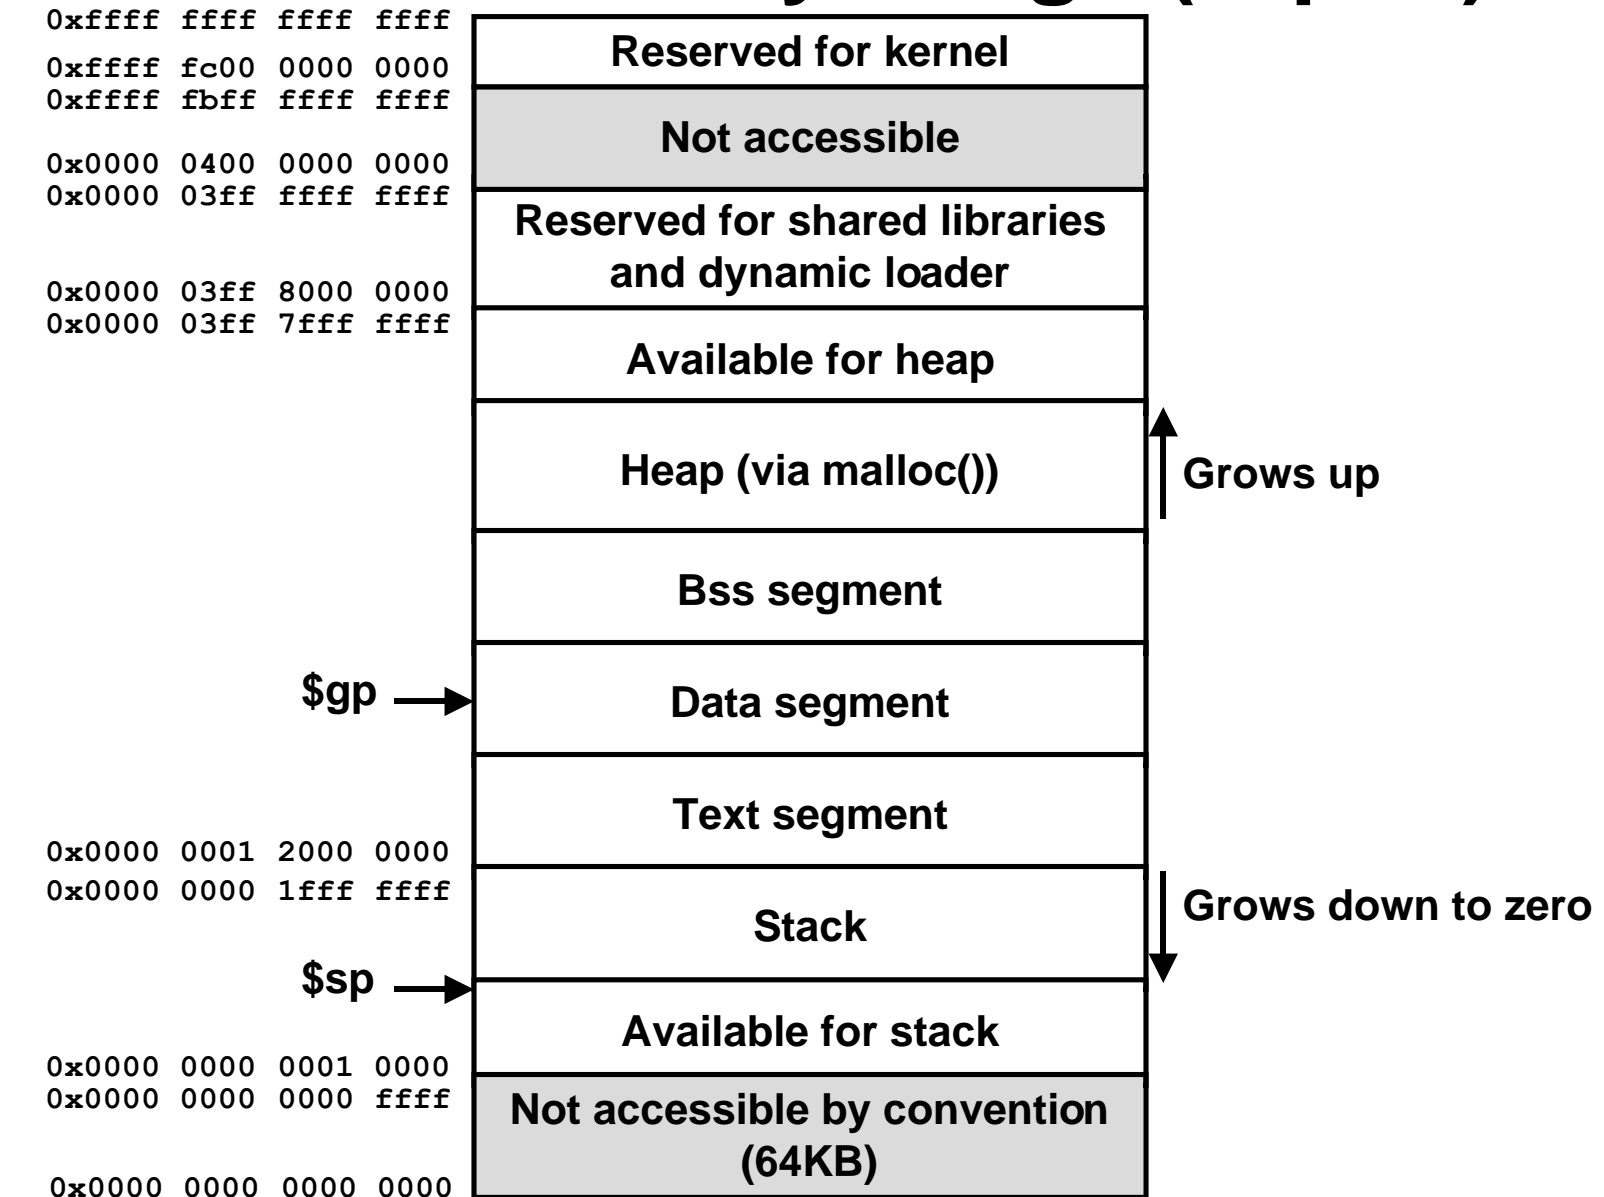 0xffff ffff ffff ffff
Reserved for kernel
0xffff fc00 0000 0000
0xffff fbff ffff ffff
Not accessible
0x0000 0400 0000 0000
0x0000 03ff ffff ffff
Reserved for shared libraries
and dynamic loader
0x0000 03ff 8000 0000
0x0000 03ff 7fff ffff
Available for heap
Heap (via malloc())
Grows up
Bss segment
$gp
Data segment
Text segment
0x0000 0001 2000 0000
0x0000 0000 1fff ffff
Stack
Grows down to zero
$sp
Available for stack
0x0000 0000 0001 0000
0x0000 0000 0000 ffff
Not accessible by convention
(64KB)
0x0000 0000 0000 0000